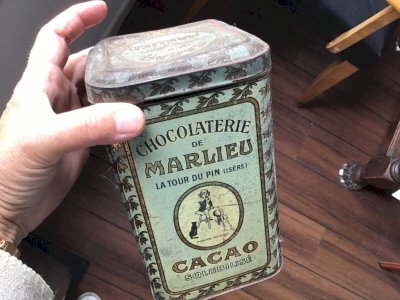 CHOCOLATERIE
DE
MARLIEU
LA TOUR DU PIN (ISÈRE)
CACAO
SOLUBILISÉ